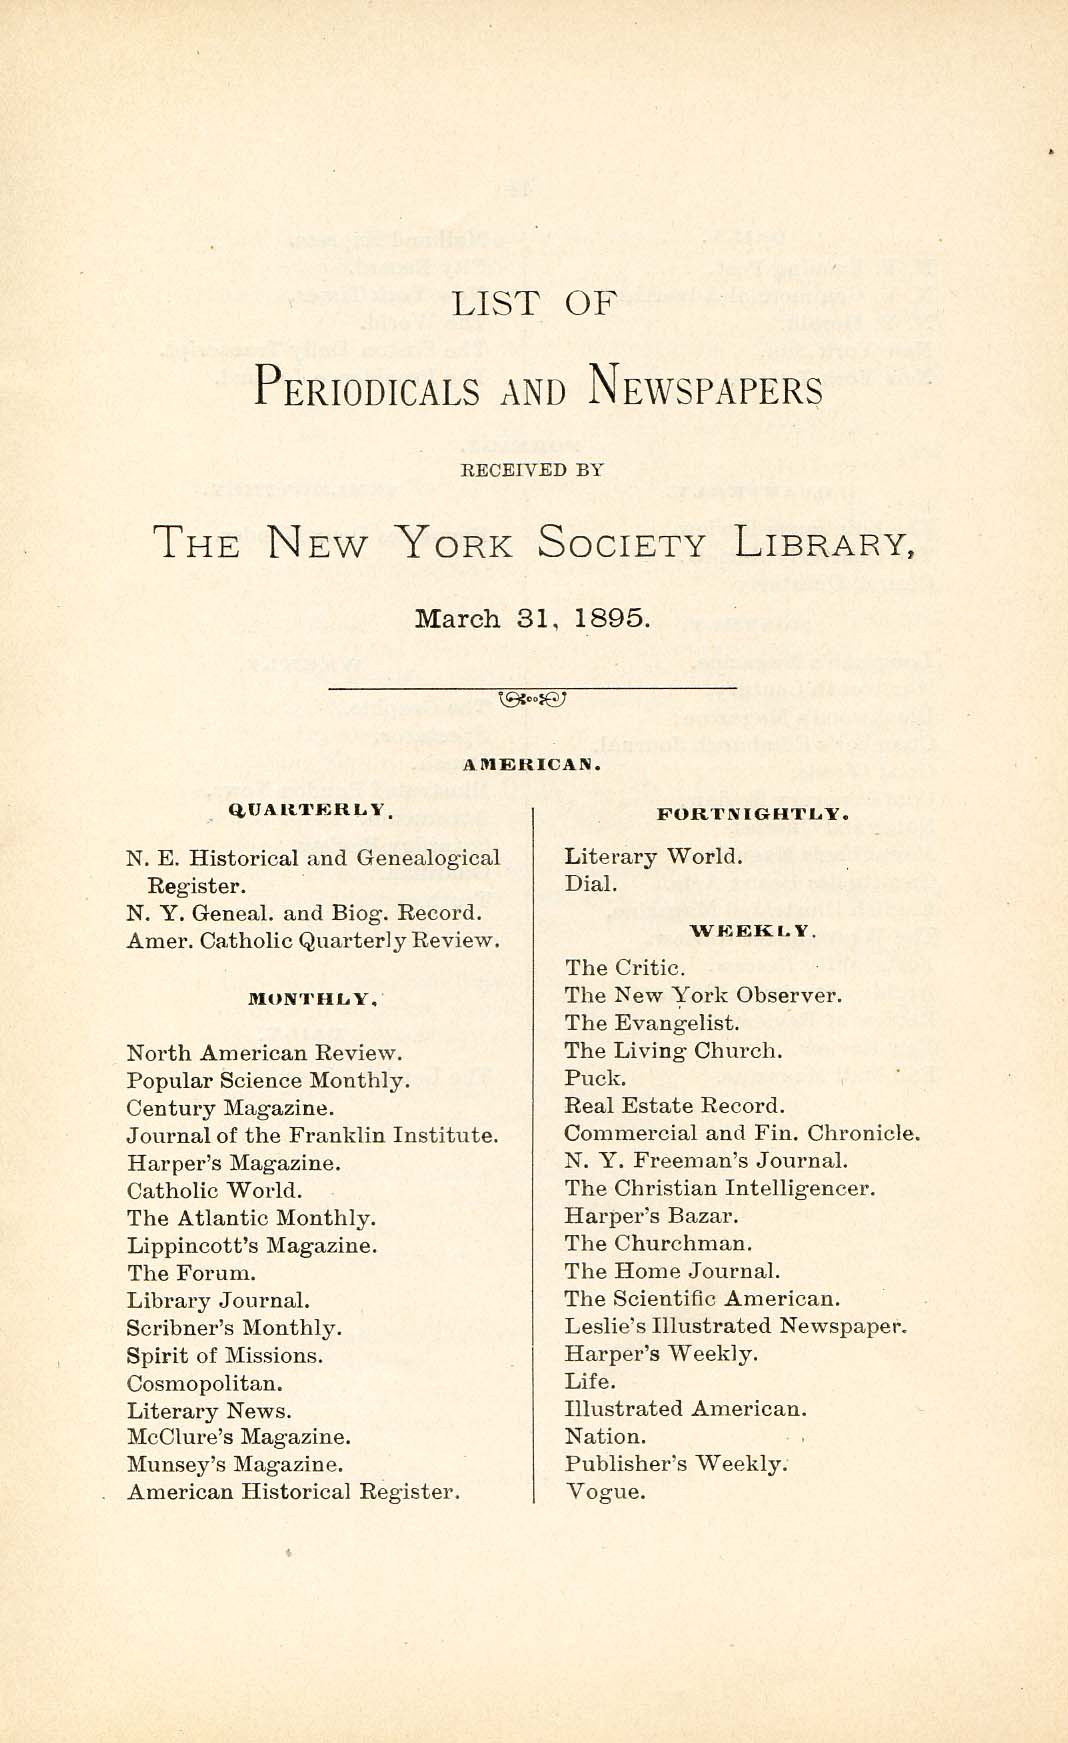 LIST OF
PERIODICALS AND NEWSPAPERS
RECEIVED BY
THE NEW YORK SOCIETY LIBRARY,
March 31, 1895.
AMERICAN.
QUARTERLY.
N. E. Historical and Genealogical
Register.
N. Y. Geneal. and Biog. Record.
Amer. Catholic Quarterly Review.
MONTHLY.
North American Review.
Popular Science Monthly.
Century Magazine.
Journal of the Franklin Institute.
Harper's Magazine.
Catholic World.
The Atlantic Monthly.
Lippincott's Magazine.
The Forum.
Library Journal.
Scribner's Monthly.
Spirit of Missions.
Cosmopolitan.
Literary News.
McClure's Magazine.
Munsey's Magazine.
American Historical Register.
FORTNIGHTLY.
Literary World.
Dial.
WEEKLY.
The Critic.
The New York Observer.
The Evangelist.
The Living Church.
Puck.
Real Estate Record.
Commercial and Fin. Chronicle.
N. Y. Freeman's Journal.
The Christian Intelligencer.
Harper's Bazar.
The Churchman.
The Home Journal.
The Scientific American.
Leslie's Illustrated Newspaper.
Harper's Weekly.
Life.
Illustrated American.
Nation.
Publisher's Weekly.
Vogue.